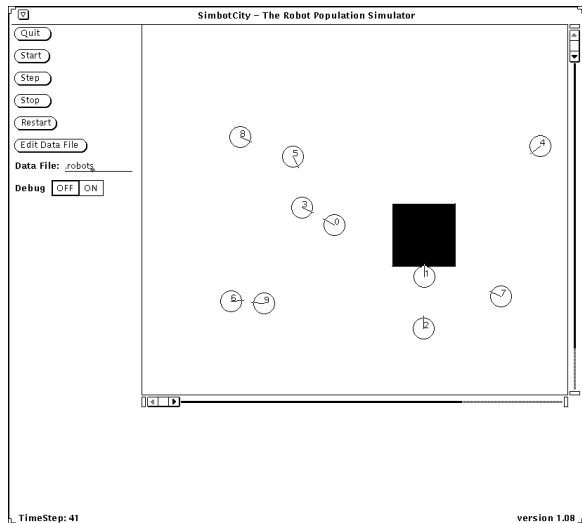 SimbotCity – The Robot Population Simulator
Quit
Start
Step
Stop
Restart
Edit Data File
Data File: .robots
Debug OFF ON
8
5
4
3
0
1
7
6
9
2
TimeStep: 41
version 1.08